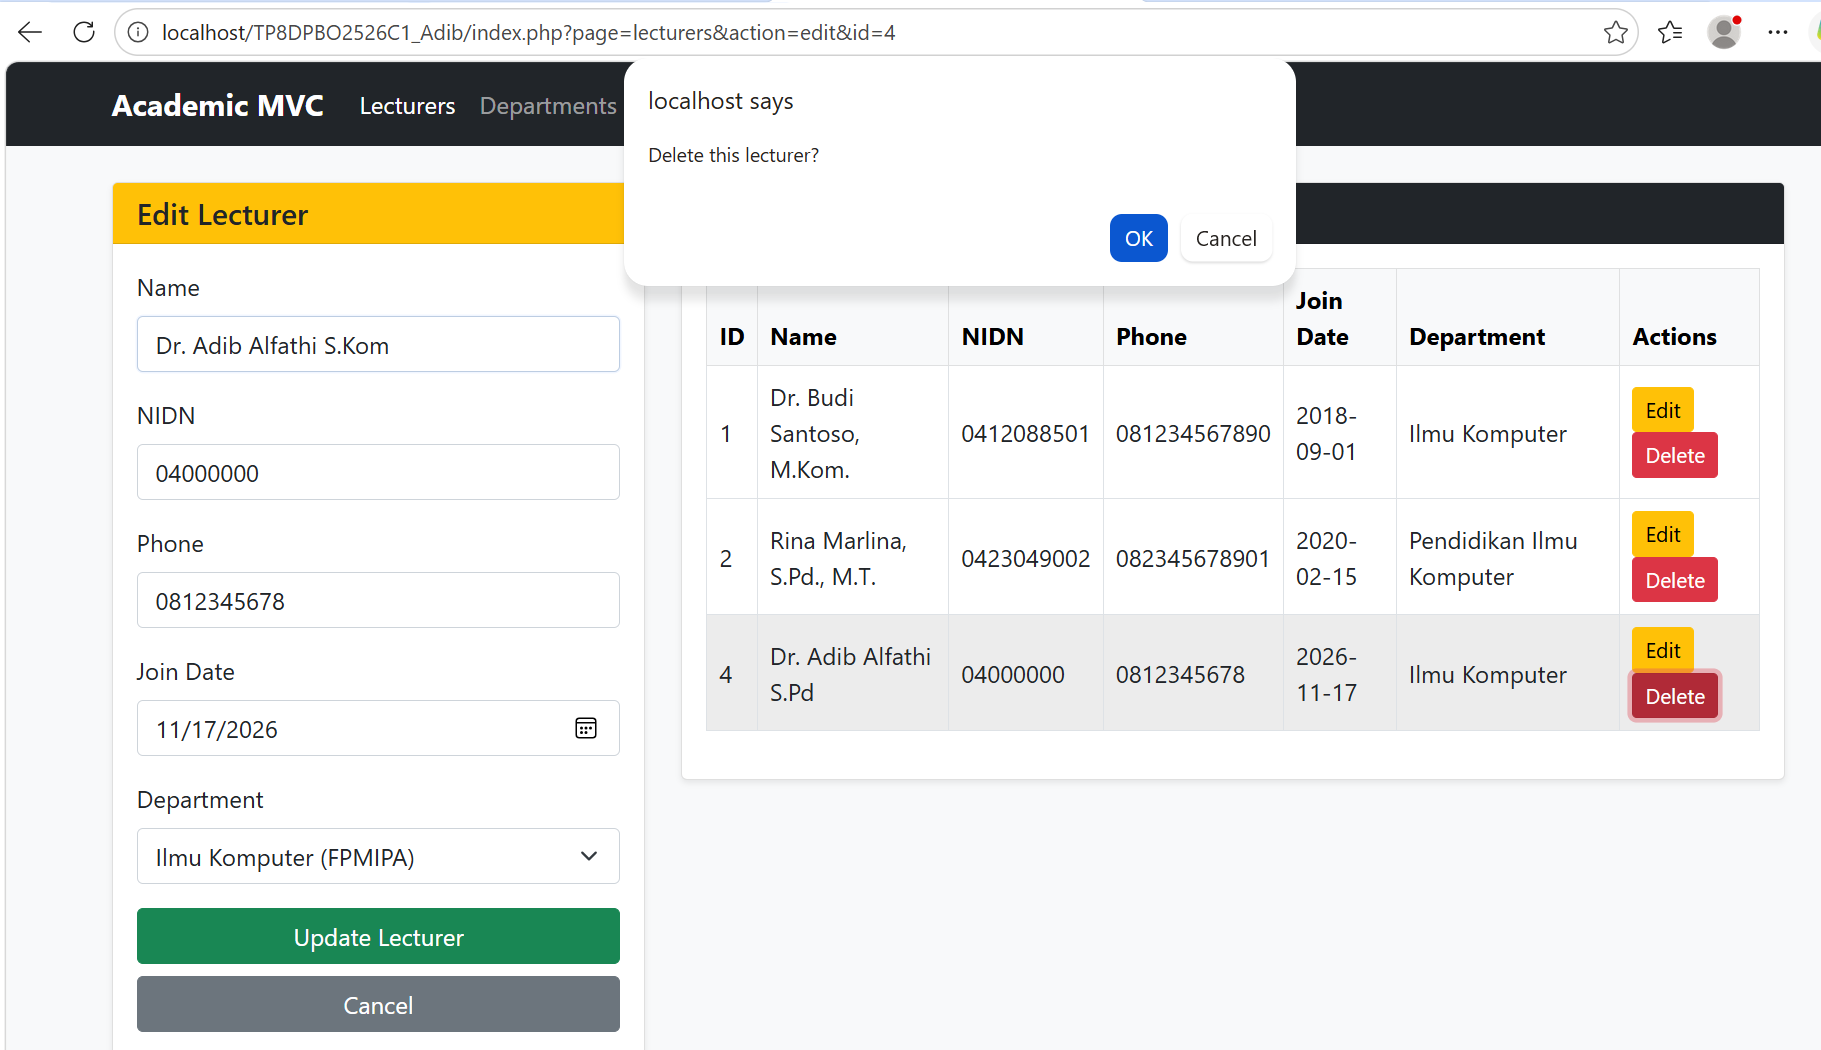 localhost/TP8DPBO2526C1_Adib/index.php?page=lecturers&action=edit&id=4
Academic MVC Lecturers Departments
localhost says
Delete this lecturer?
OK Cancel
Edit Lecturer
Name
Dr. Adib Alfathi S.Kom
NIDN
04000000
Phone
0812345678
Join Date
11/17/2026
Department
Ilmu Komputer (FPMIPA)
Update Lecturer
Cancel
ID Name NIDN Phone Join Date Department Actions
1 Dr. Budi Santoso, M.Kom. 0412088501 081234567890 2018-09-01 Ilmu Komputer Edit Delete
2 Rina Marlina, S.Pd., M.T. 0423049002 082345678901 2020-02-15 Pendidikan Ilmu Komputer Edit Delete
4 Dr. Adib Alfathi S.Pd 04000000 0812345678 2026-11-17 Ilmu Komputer Edit Delete